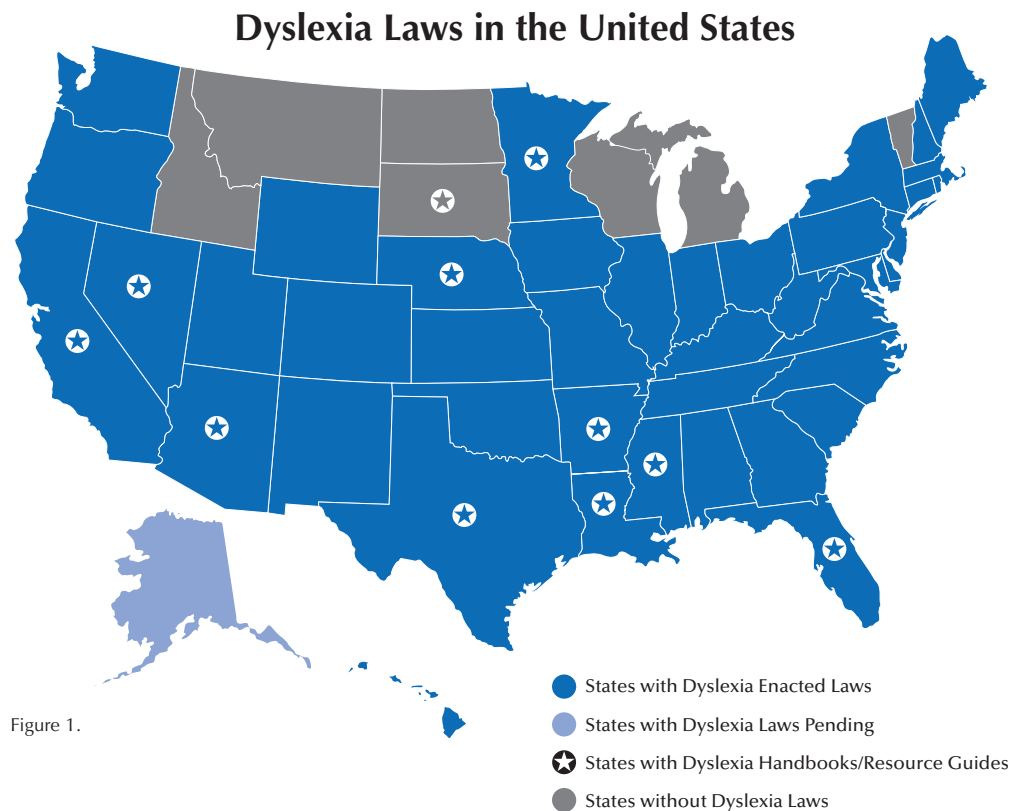 Dyslexia Laws in the United States
States with Dyslexia Enacted Laws
Figure 1.
States with Dyslexia Laws Pending
States with Dyslexia Handbooks/Resource Guides
States without Dyslexia Laws